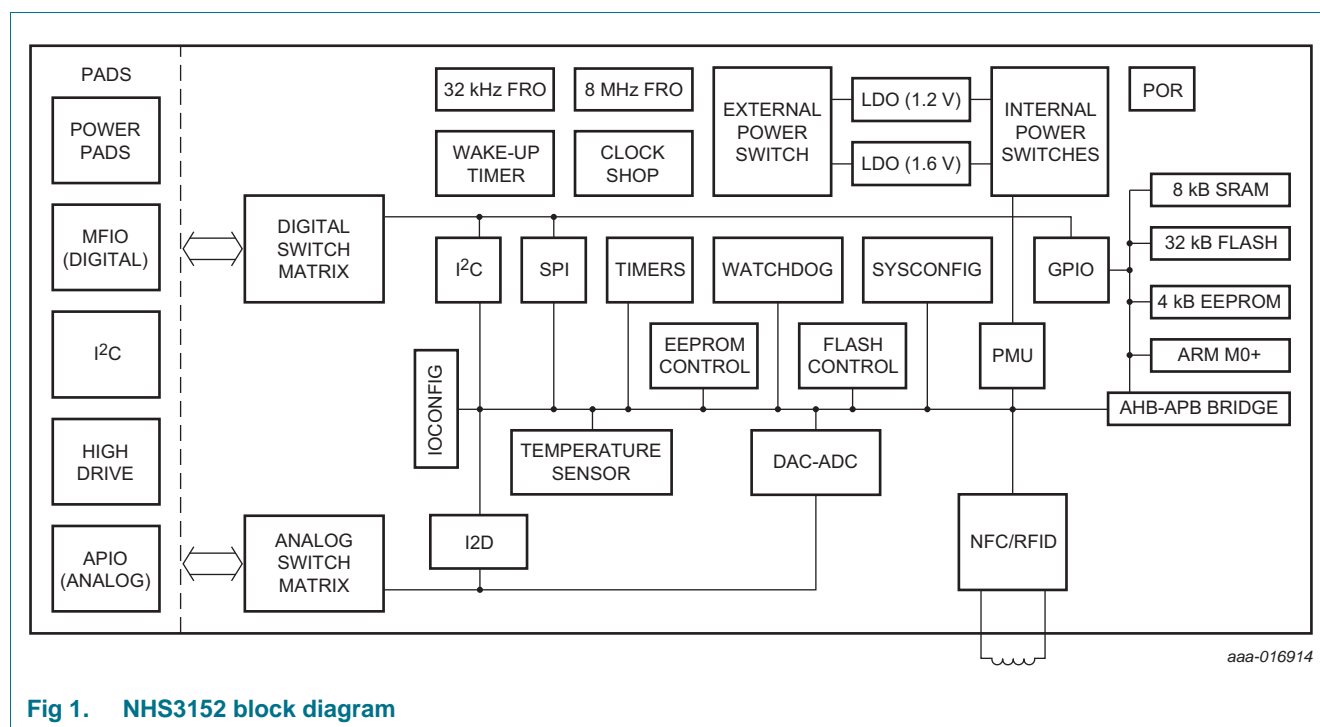 PADS
POWER
PADS
MFIO
(DIGITAL)
I2C
HIGH
DRIVE
APIO
(ANALOG)
DIGITAL
SWITCH
MATRIX
ANALOG
SWITCH
MATRIX
32 kHz FRO
8 MHz FRO
WAKE-UP
TIMER
CLOCK
SHOP
EXTERNAL
POWER
SWITCH
LDO (1.2 V)
LDO (1.6 V)
INTERNAL
POWER
SWITCHES
POR
8 kB SRAM
32 kB FLASH
4 kB EEPROM
ARM M0+
AHB-APB BRIDGE
I2C
SPI
TIMERS
WATCHDOG
SYSCONFIG
GPIO
EEPROM
CONTROL
FLASH
CONTROL
PMU
IOCONFIG
TEMPERATURE
SENSOR
DAC-ADC
I2D
NFC/RFID
aaa-016914
Fig 1. NHS3152 block diagram